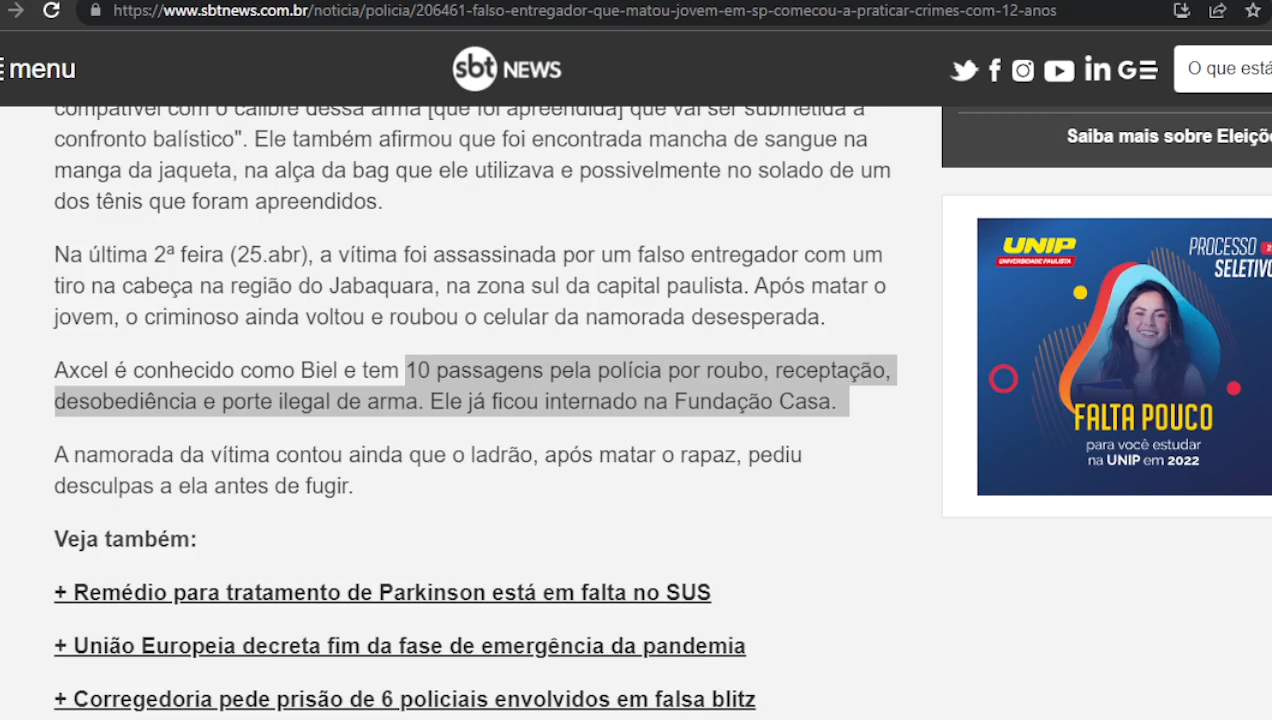 https://www.sbtnews.com.br/noticia/policia/206461-falso-entregador-que-matou-jovem-em-sp-comecou-a-praticar-crimes-com-12-anos
menu
sbt NEWS
O que está
compatível com o calibre dessa arma [que foi apreendida] que vai ser submetida a
confronto balístico". Ele também afirmou que foi encontrada mancha de sangue na
manga da jaqueta, na alça da bag que ele utilizava e possivelmente no solado de um
dos tênis que foram apreendidos.
Na última 2ª feira (25.abr), a vítima foi assassinada por um falso entregador com um
tiro na cabeça na região do Jabaquara, na zona sul da capital paulista. Após matar o
jovem, o criminoso ainda voltou e roubou o celular da namorada desesperada.
Axcel é conhecido como Biel e tem 10 passagens pela polícia por roubo, receptação,
desobediência e porte ilegal de arma. Ele já ficou internado na Fundação Casa.
A namorada da vítima contou ainda que o ladrão, após matar o rapaz, pediu
desculpas a ela antes de fugir.
Veja também:
+ Remédio para tratamento de Parkinson está em falta no SUS
+ União Europeia decreta fim da fase de emergência da pandemia
+ Corregedoria pede prisão de 6 policiais envolvidos em falsa blitz
Saiba mais sobre Eleiçõ
UNIP
UNIVERSIDADE PAULISTA
PROCESSO 2
SELETIVO
FALTA POUCO
para você estudar
na UNIP em 2022